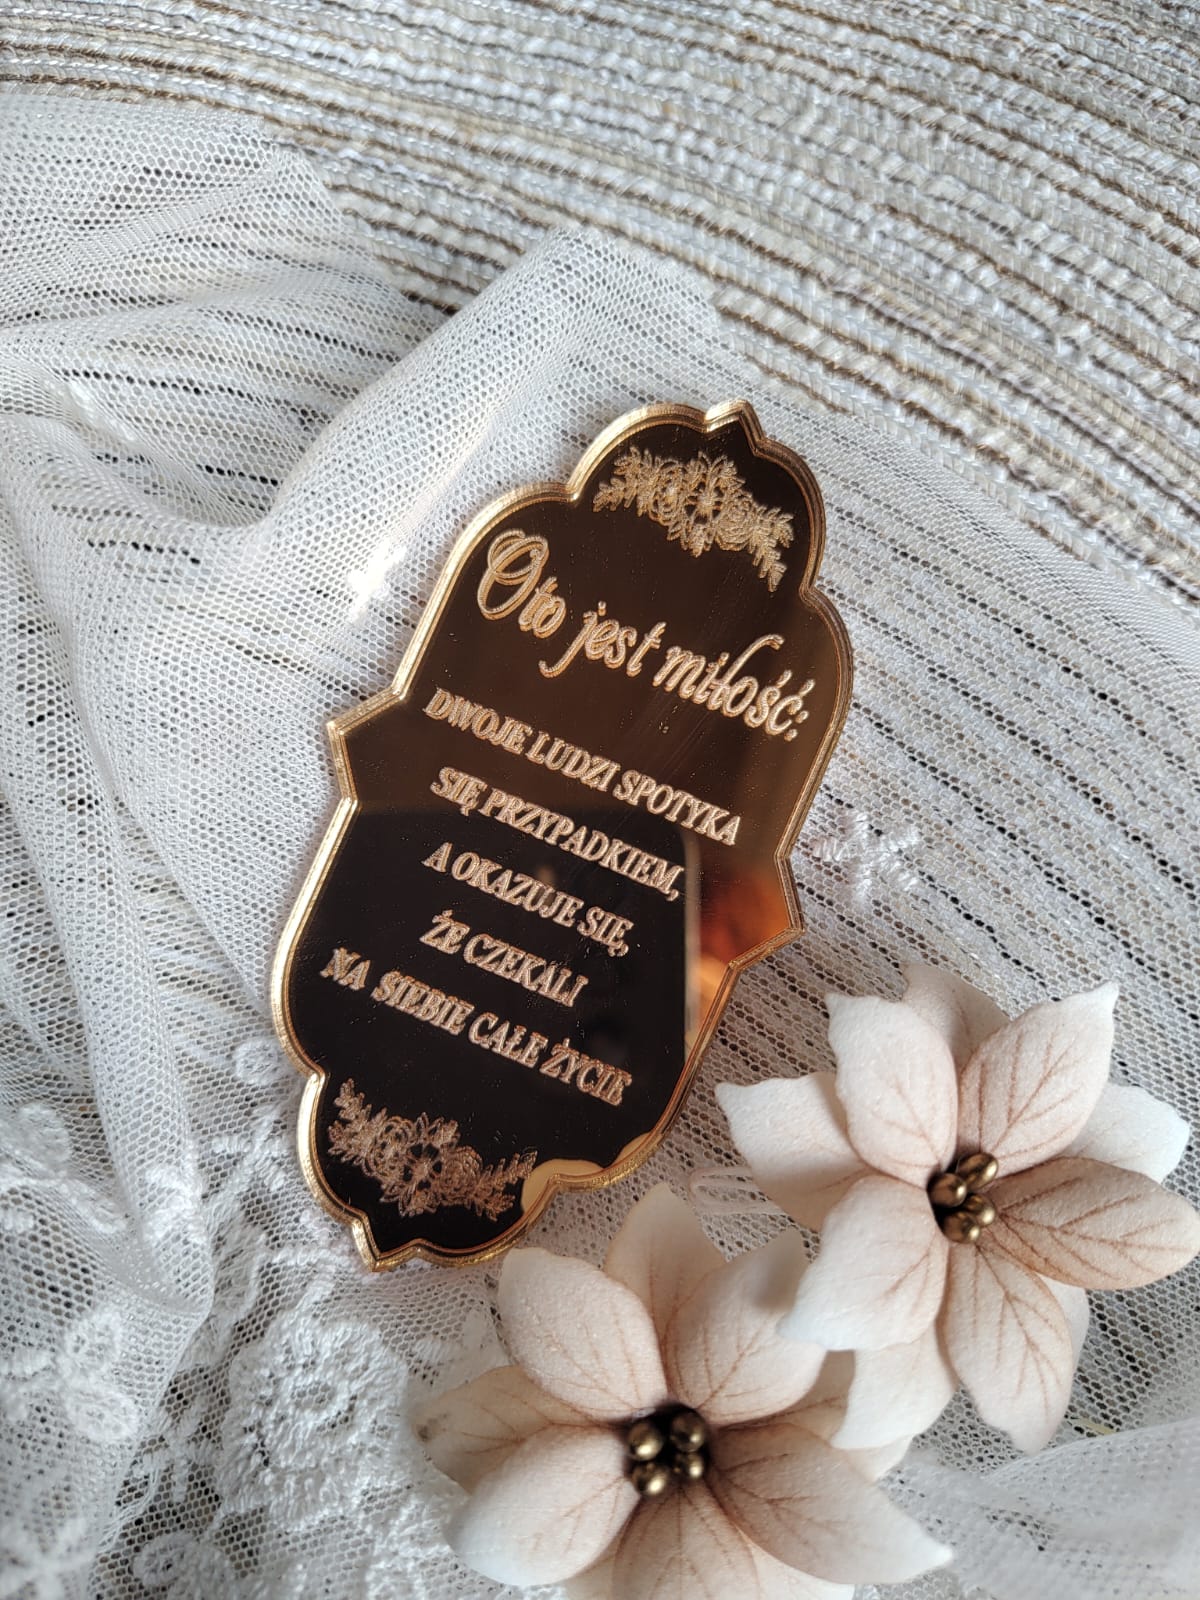 Oto jest miłość:
DWOJE LUDZI SPOTYKA
SIĘ PRZYPADKIEM,
A OKAZUJE SIĘ,
ŻE CZEKALI
NA SIEBIE CAŁE ŻYCIE